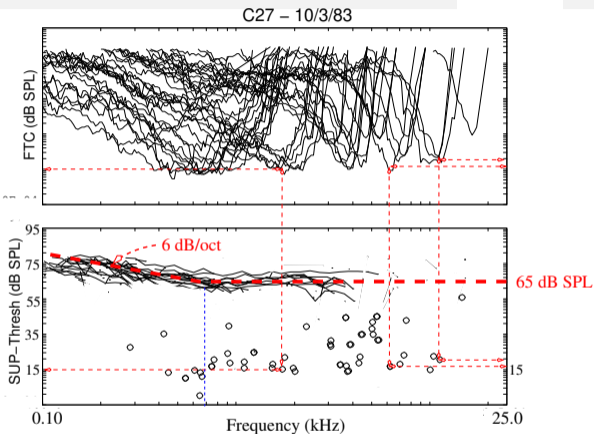 C27 − 10/3/83
FTC (dB SPL)
SUP−Thresh (dB SPL)
95
75
55
35
15
6 dB/oct
65 dB SPL
15
0.10
Frequency (kHz)
25.0